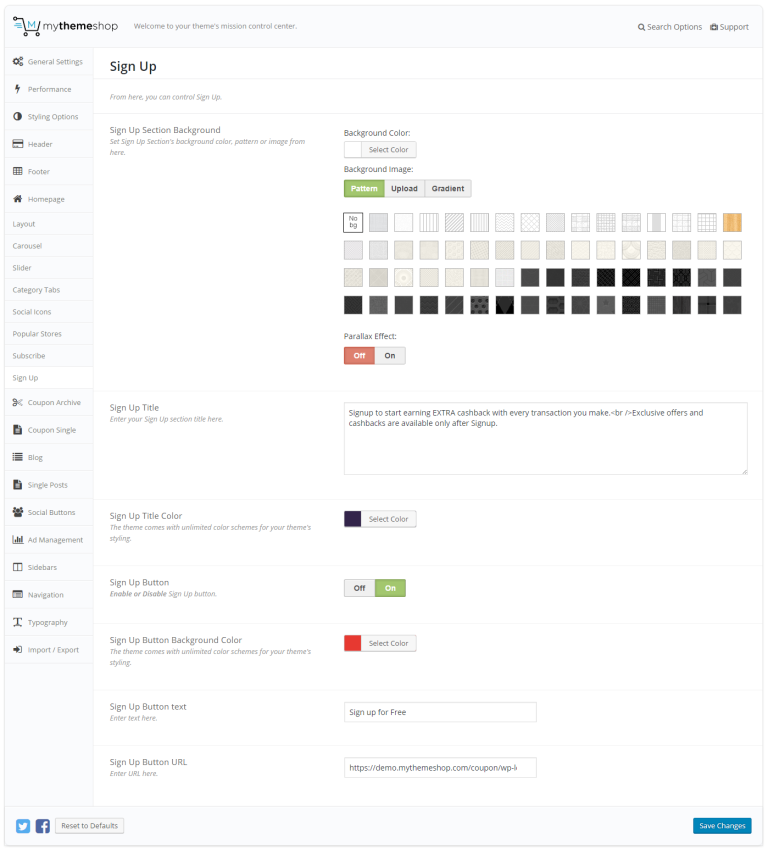 M mythemeshop Welcome to your theme's mission control center. Search Options Support
General Settings
Performance
Styling Options
Header
Footer
Homepage
Layout
Carousel
Slider
Category Tabs
Social Icons
Popular Stores
Subscribe
Sign Up
Coupon Archive
Coupon Single
Blog
Single Posts
Social Buttons
Ad Management
Sidebars
Navigation
Typography
Import / Export
Sign Up
From here, you can control Sign Up.
Sign Up Section Background
Set Sign Up Section's background color, pattern or image from
here.
Background Color:
Select Color
Background Image:
Pattern Upload Gradient
No
bg
Parallax Effect:
Off On
Sign Up Title
Enter your Sign Up section title here.
Signup to start earning EXTRA cashback with every transaction you make.<br />Exclusive offers and
cashbacks are available only after Signup.
Sign Up Title Color
The theme comes with unlimited color schemes for your theme's
styling.
Select Color
Sign Up Button
Enable or Disable Sign Up button.
Off On
Sign Up Button Background Color
The theme comes with unlimited color schemes for your theme's
styling.
Select Color
Sign Up Button text
Enter text here.
Sign up for Free
Sign Up Button URL
Enter URL here.
https://demo.mythemeshop.com/coupon/wp-l
Reset to Defaults Save Changes